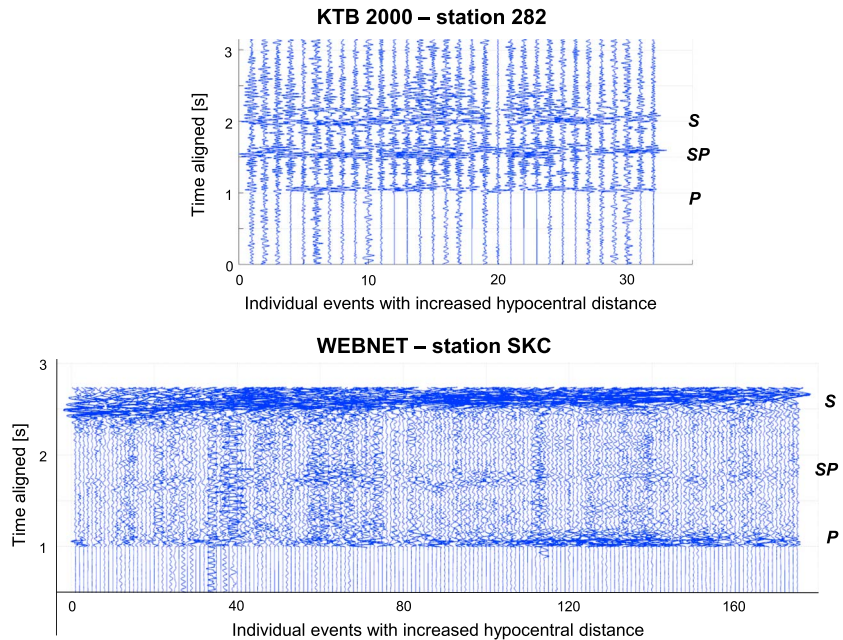 KTB 2000 – station 282
3
2
1
0
Time aligned [s]
S
SP
P
0 10 20 30
Individual events with increased hypocentral distance
WEBNET – station SKC
3
2
1
Time aligned [s]
S
SP
P
0 40 80 120 160
Individual events with increased hypocentral distance